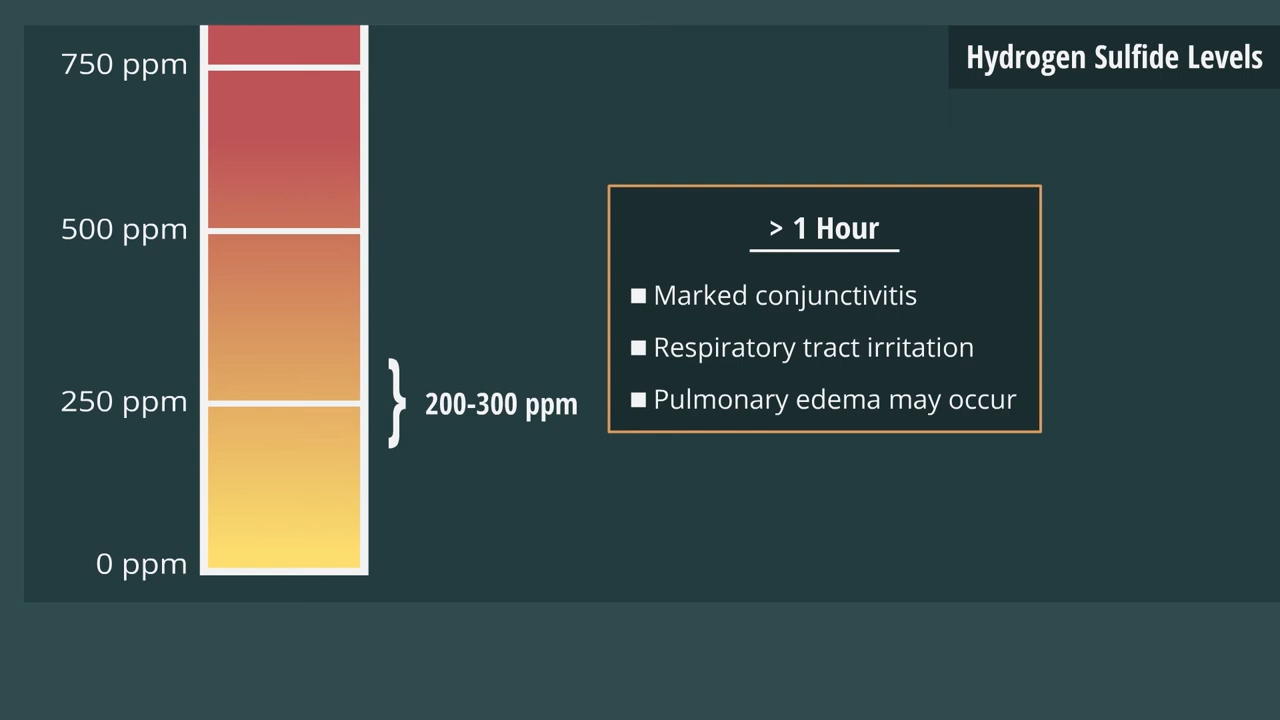 Hydrogen Sulfide Levels
750 ppm
500 ppm
250 ppm
0 ppm
200-300 ppm
> 1 Hour
Marked conjunctivitis
Respiratory tract irritation
Pulmonary edema may occur